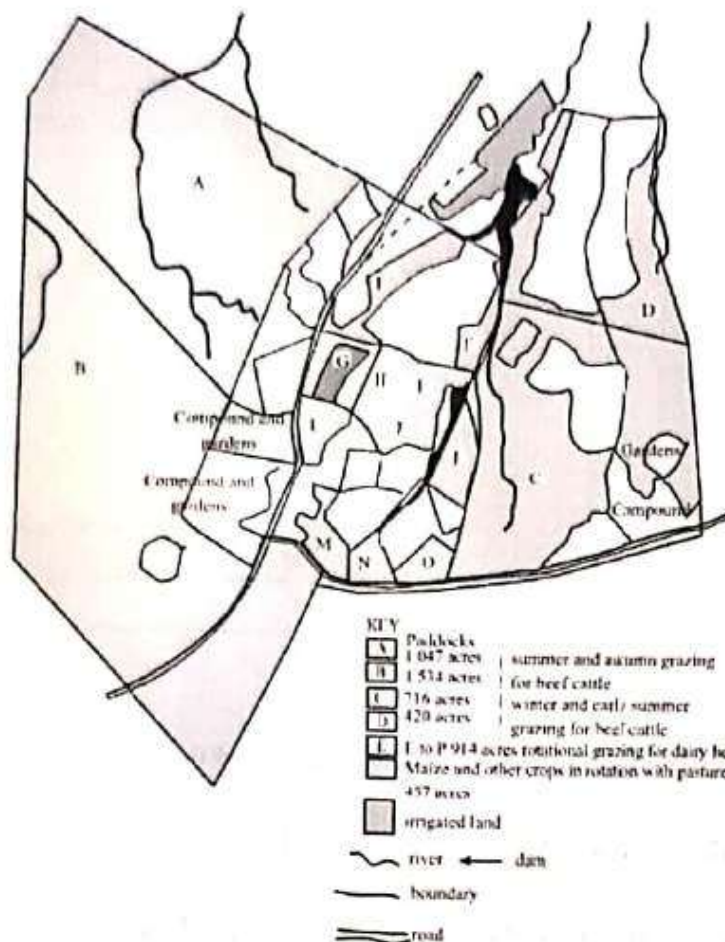 A
B
G
H
D
Compound and
gardens
Compound and
gardens
C
Gardens
Compound
M
N
O
KEY
Paddocks
A
1 047 acres
summer and autumn grazing
B
1 534 acres
for beef cattle
C
716 acres
winter and early summer
D
420 acres
grazing for beef cattle
E to P 914 acres rotational grazing for dairy he
Maize and other crops in rotation with pasture
457 acres
irrigated land
river
dam
boundary
road